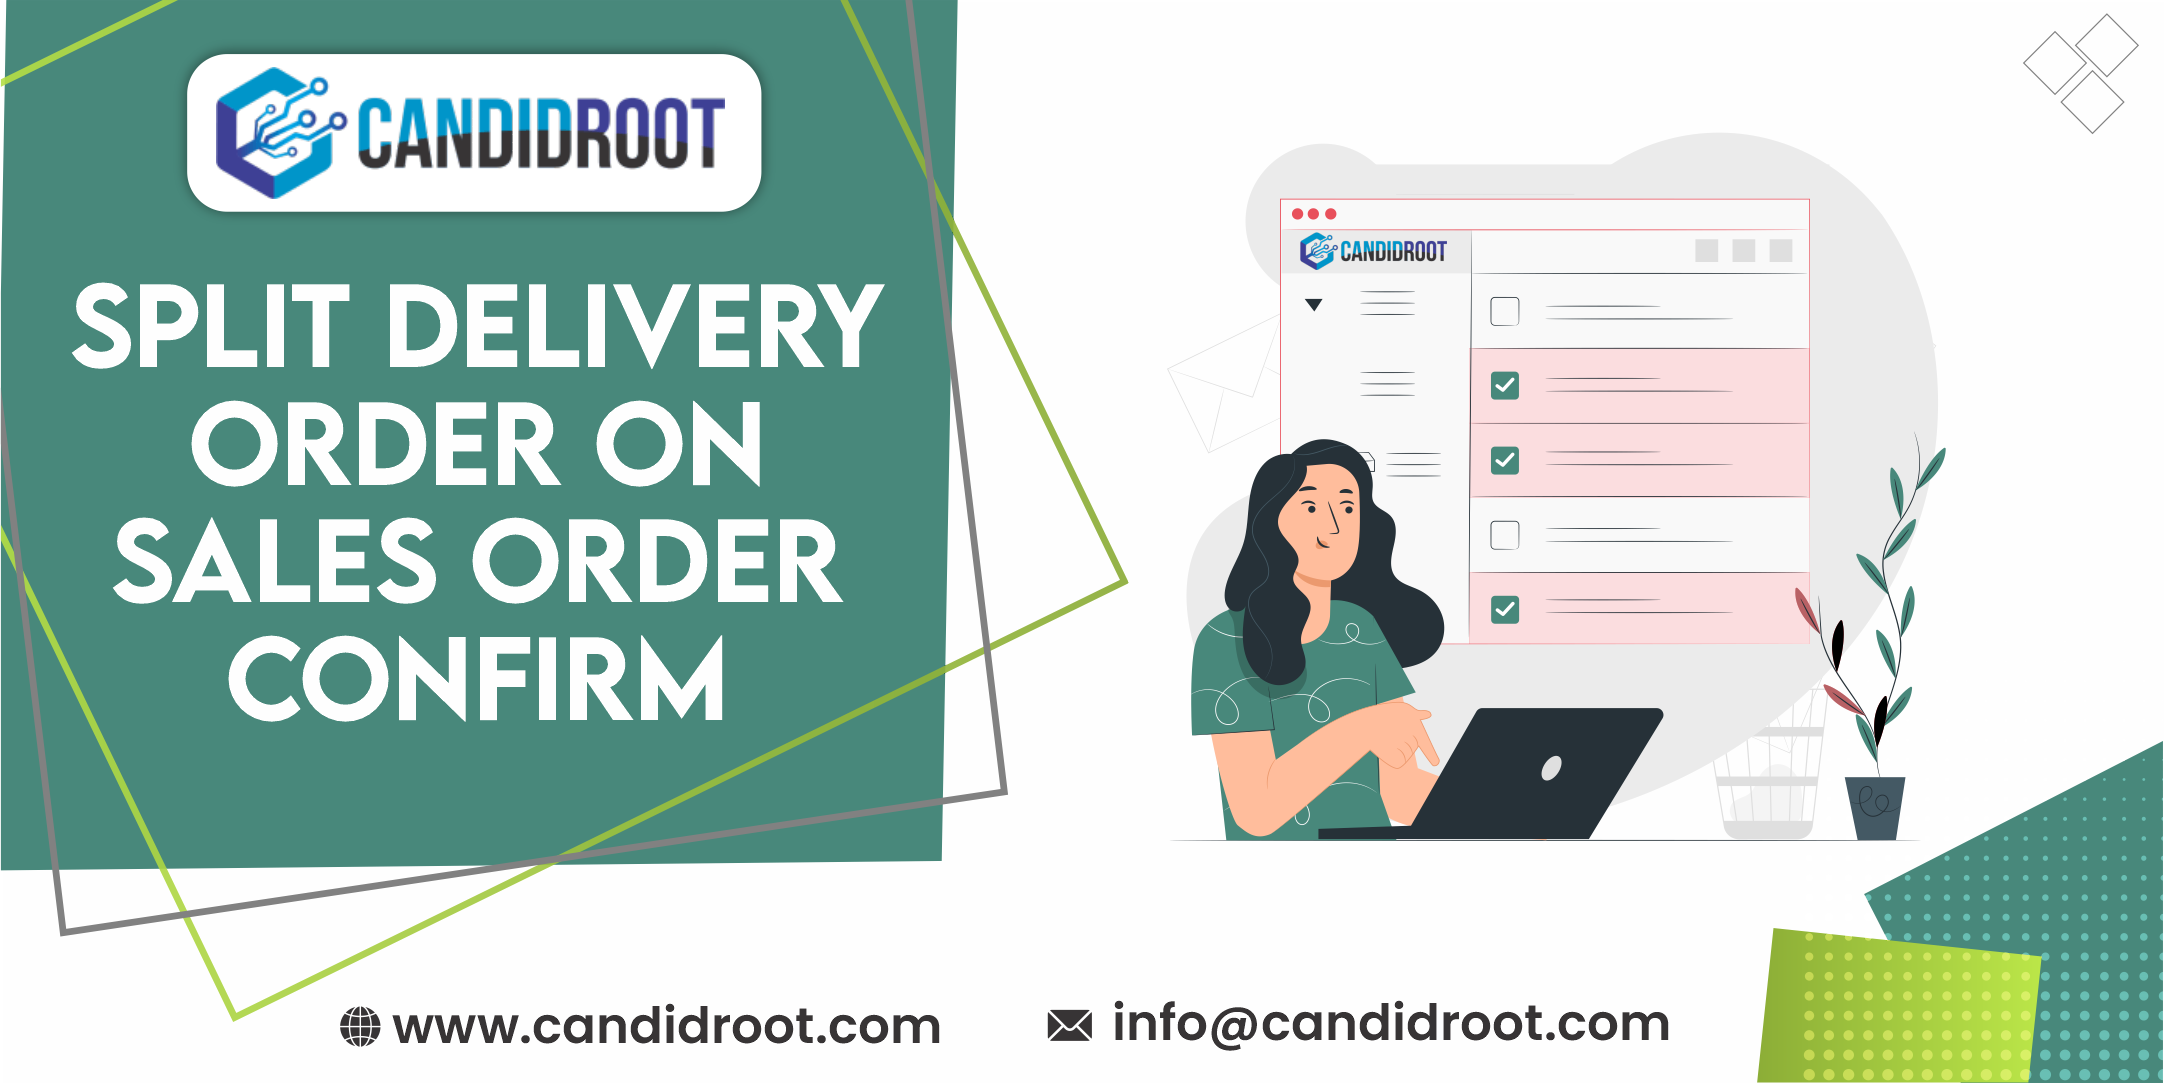 CANDIDROOT
SPLIT DELIVERY
ORDER ON
SALES ORDER
CONFIRM
CANDIDROOT
www.candidroot.com
info@candidroot.com